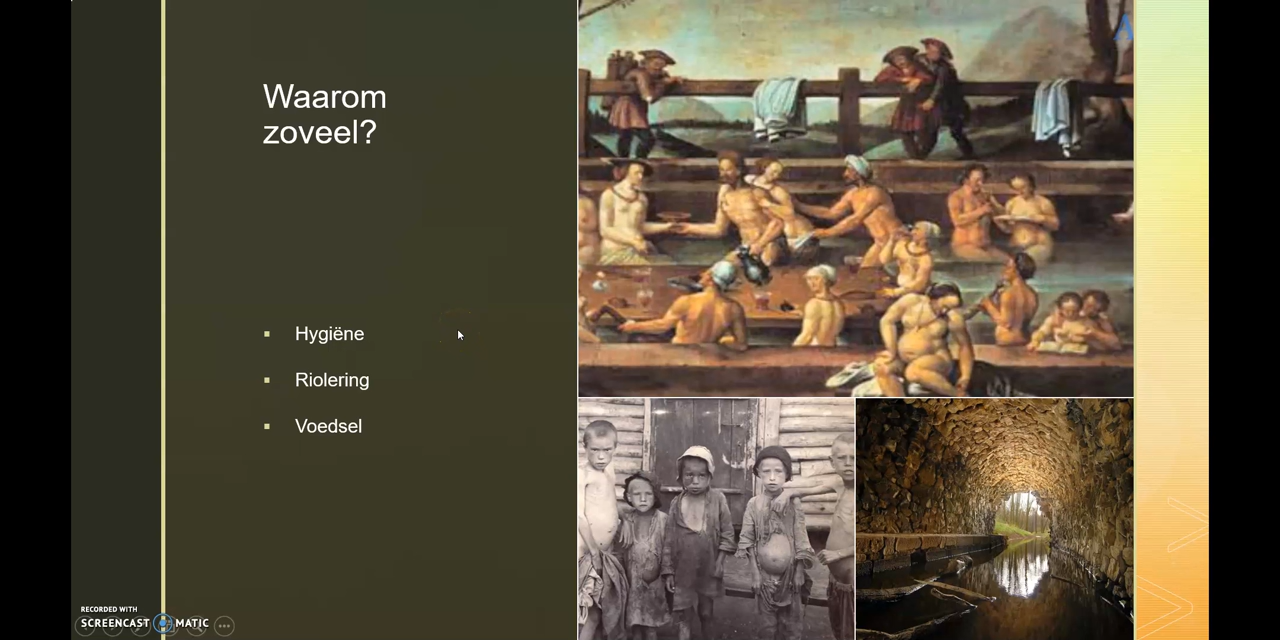 Waarom
zoveel?
Hygiëne
Riolering
Voedsel
RECORDED WITH
SCREENCAST MATIC